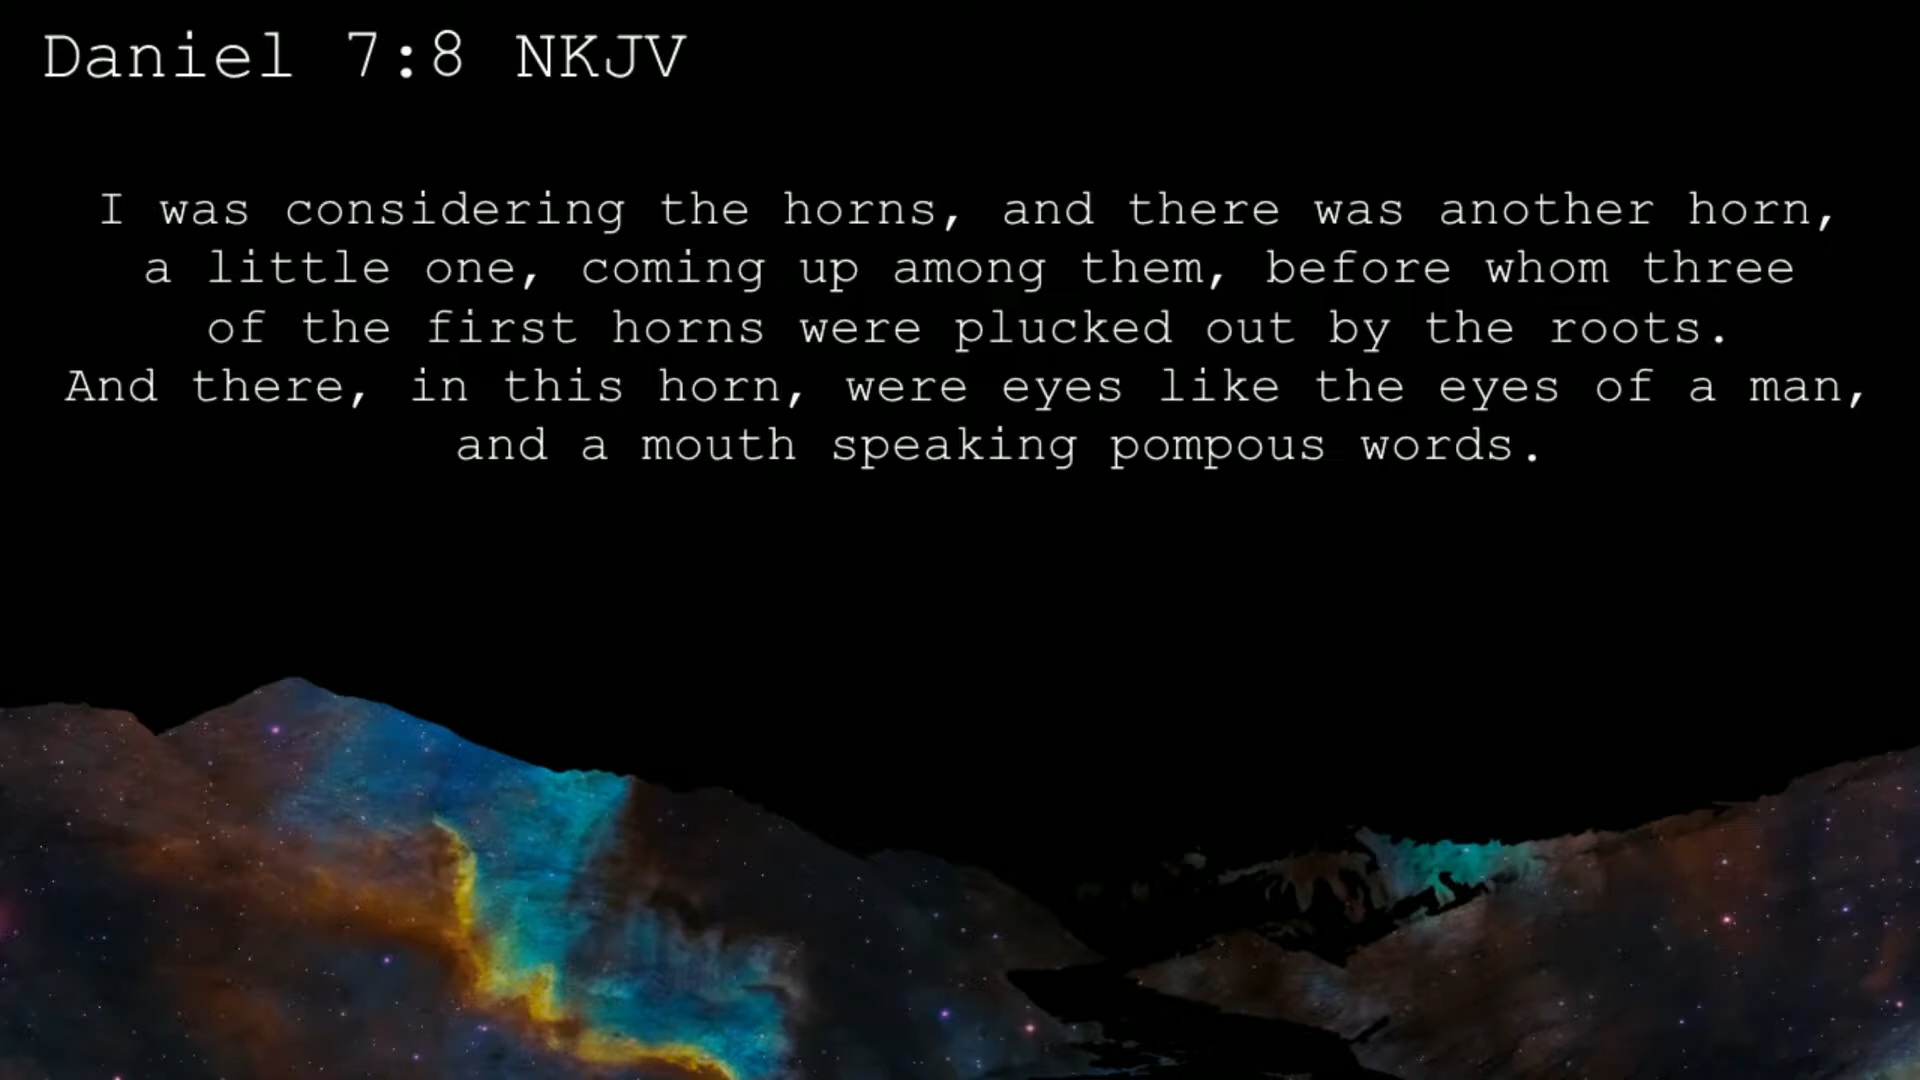 Daniel 7:8 NKJV
I was considering the horns, and there was another horn,
a little one, coming up among them, before whom three
of the first horns were plucked out by the roots.
And there, in this horn, were eyes like the eyes of a man,
and a mouth speaking pompous words.